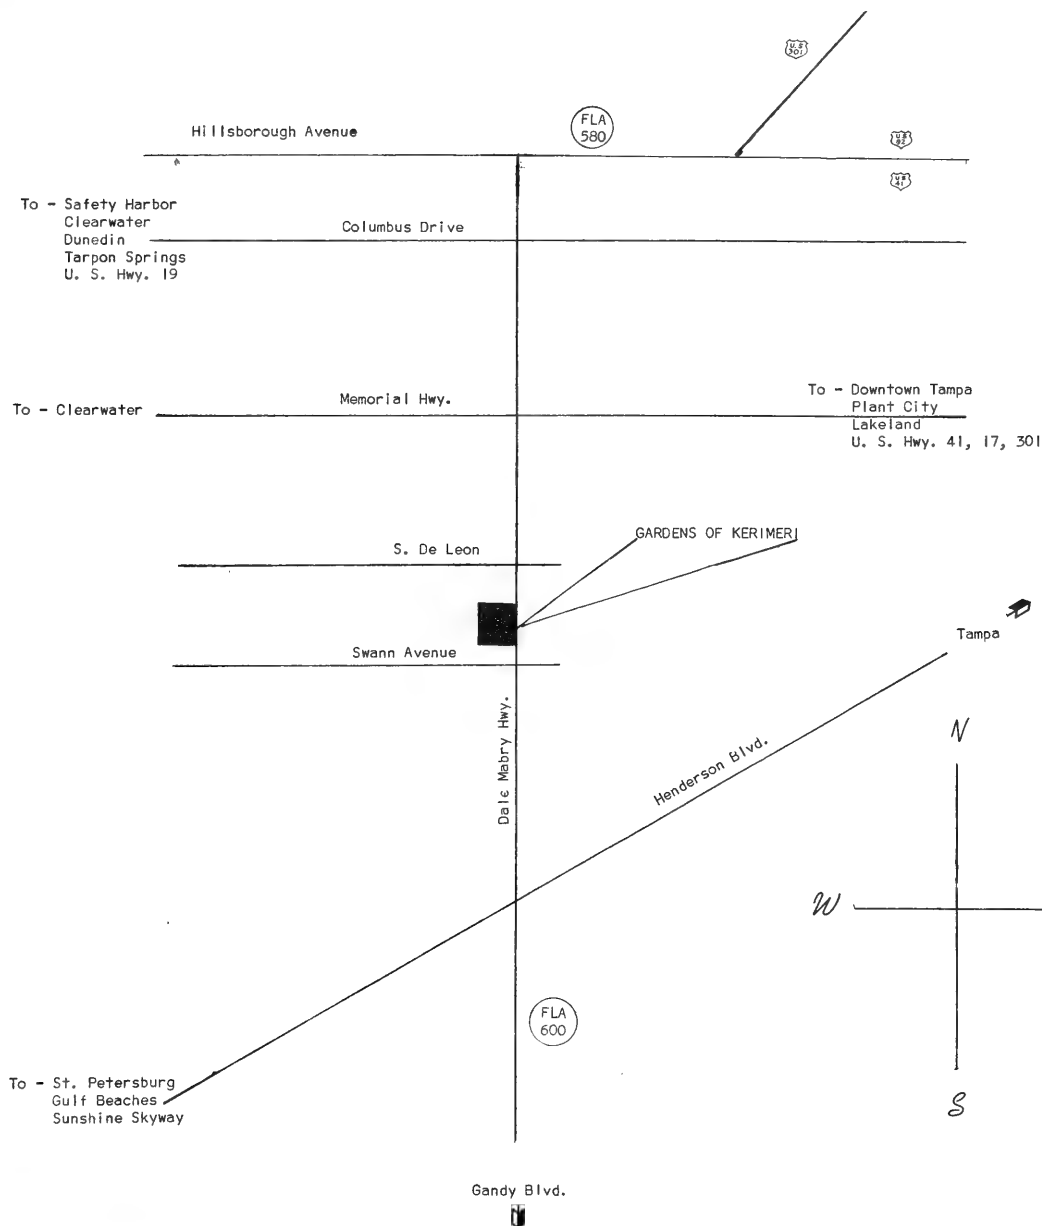 U.S
301
Hillsborough Avenue
FLA
580
U S
92
U S
41
To - Safety Harbor
Clearwater
Dunedin
Tarpon Springs
U. S. Hwy. 19
Columbus Drive
To - Clearwater
Memorial Hwy.
To - Downtown Tampa
Plant City
Lakeland
U. S. Hwy. 41, 17, 301
GARDENS OF KERIMERI
S. De Leon
Swann Avenue
Tampa
Dale Mabry Hwy.
Henderson Blvd.
N
W
S
FLA
600
To - St. Petersburg
Gulf Beaches
Sunshine Skyway
Gandy Blvd.